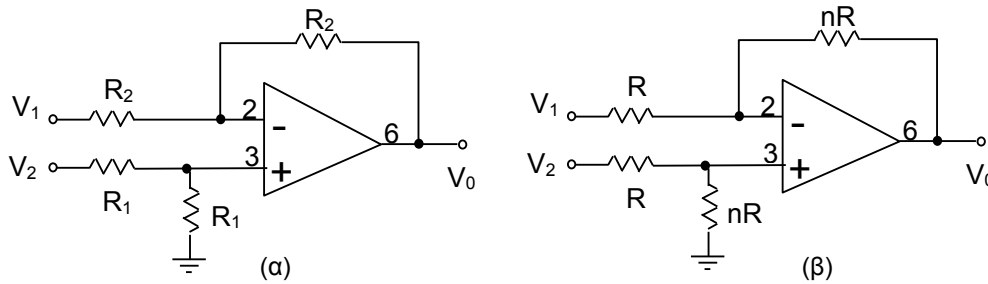 R₂
nR
R₂
R
V₁
2
-
V₁
2
-
6
6
V₂
3
+
V₂
3
+
V₀
V₀
R₁
R
R₁
nR
(α)
(β)